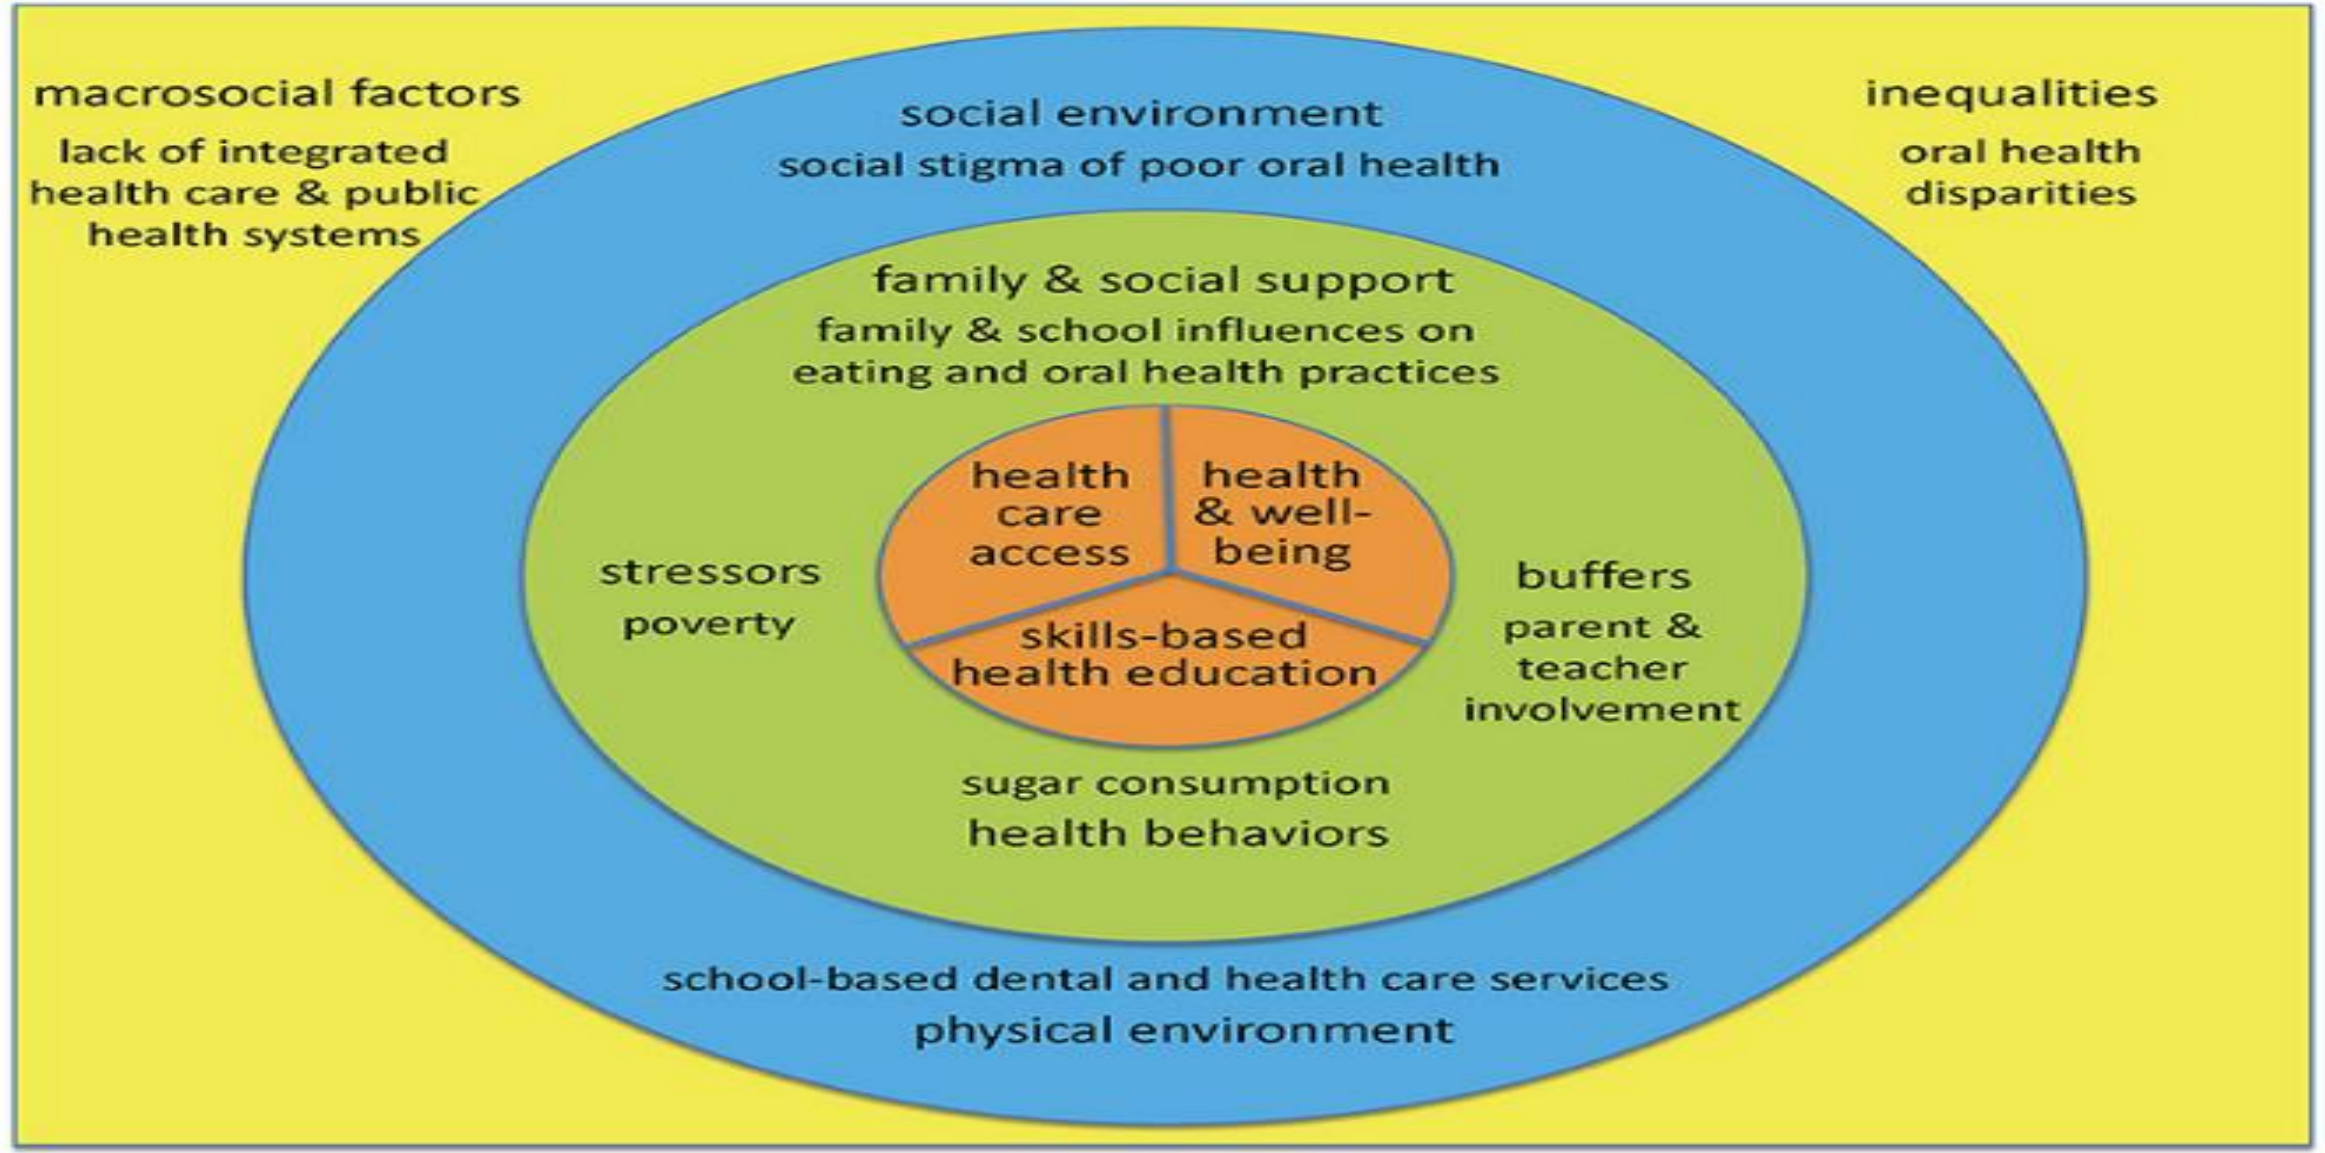 macrosocial factors
lack of integrated
health care & public
health systems
inequalities
oral health
disparities
social environment
social stigma of poor oral health
family & social support
family & school influences on
eating and oral health practices
health
care
access
health
& well-
being
skills-based
health education
stressors
poverty
buffers
parent &
teacher
involvement
sugar consumption
health behaviors
school-based dental and health care services
physical environment